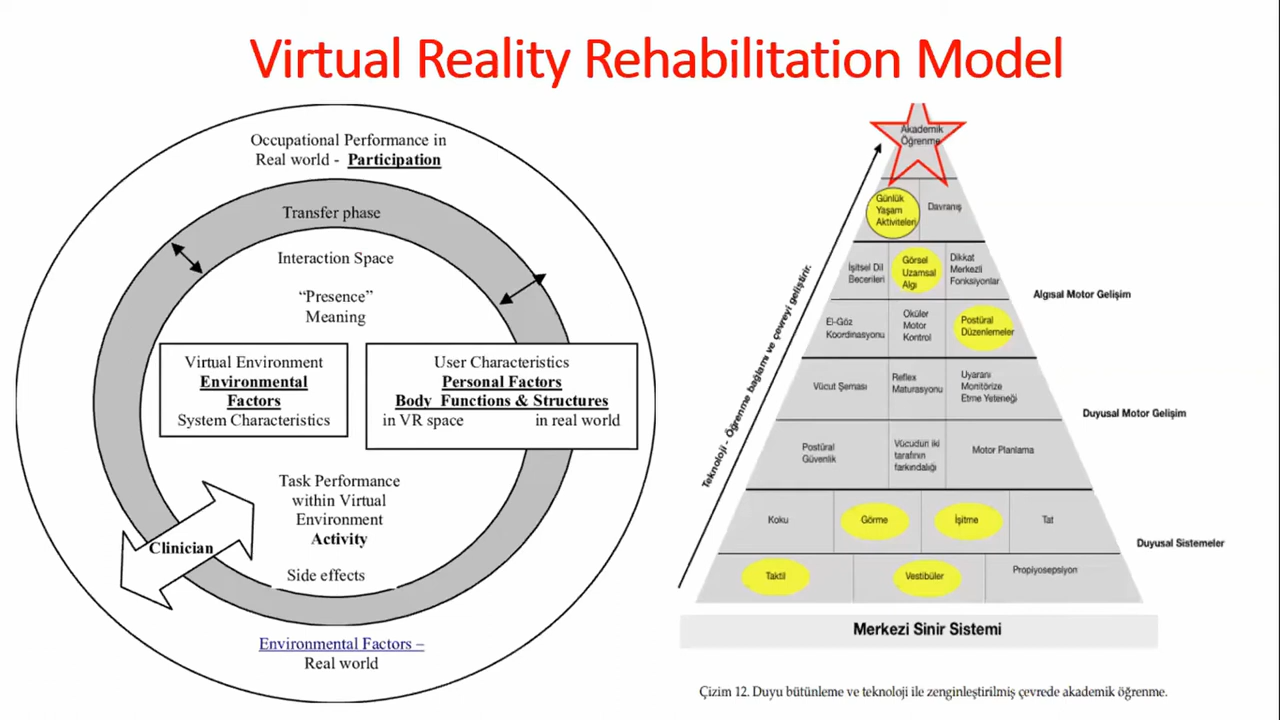 Virtual Reality Rehabilitation Model
Occupational Performance in
Real world - Participation
Transfer phase
Interaction Space
“Presence”
Meaning
Virtual Environment
Environmental
Factors
System Characteristics
User Characteristics
Personal Factors
Body Functions & Structures
in VR space in real world
Task Performance
within Virtual
Environment
Activity
Side effects
Clinician
Environmental Factors –
Real world
Akademik
Öğrenme
Günlük
Yaşam
Aktiviteleri
Davranış
İşitsel Dil
Becerileri
Görsel
Uzamsal
Algı
Dikkat
Merkezli
Fonksiyonlar
El-Göz
Koordinasyonu
Oküler
Motor
Kontrol
Postüral
Düzenlemeler
Vücut Şeması
Refleks
Maturasyonu
Uyaranı
Monitörize
Etme Yeteneği
Postüral
Güvenlik
Vücudun iki
tarafının
farkındalığı
Motor Planlama
Koku
Görme
İşitme
Tat
Taktil
Vestibüler
Propiyosepsiyon
Teknoloji - Öğrenme bağlamı ve çevreyi geliştirir.
Algısal Motor Gelişim
Duyusal Motor Gelişim
Duyusal Sistemeler
Merkezi Sinir Sistemi
Çizim 12. Duyu bütünleme ve teknoloji ile zenginleştirilmiş çevrede akademik öğrenme.